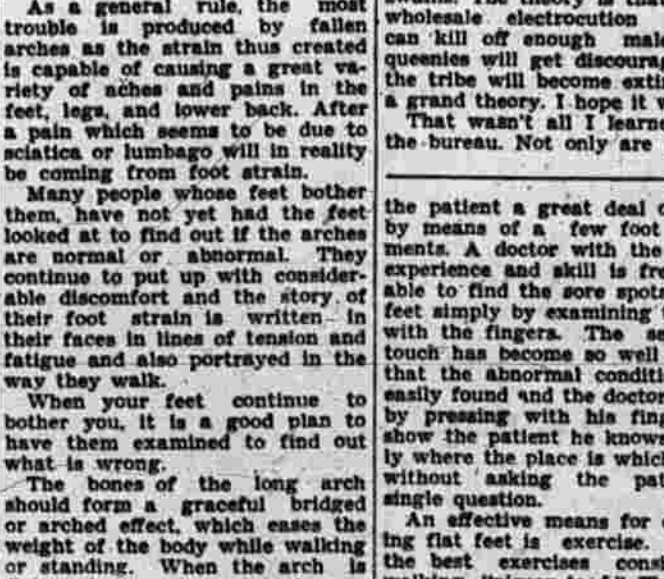 As a general rule, the most
trouble is produced by fallen
arches as the strain thus created
is capable of causing a great va-
riety of aches and pains in the
feet, legs, and lower back. After
a pain which seems to be due to
sciatica or lumbago will in reality
be coming from foot strain.
Many people whose feet bother
them, have not yet had the feet
looked at to find out if the arches
are normal or abnormal. They
continue to put up with consider-
able discomfort and the story of
their foot strain is written in
their faces in lines of tension and
fatigue and also portrayed in the
way they walk.
When your feet continue to
bother you, it is a good plan to
have them examined to find out
what is wrong.
The bones of the long arch
should form a graceful bridged
or arched effect, which eases the
weight of the body while walking
or standing. When the arch is
wholesale electrocution
can kill off enough
queenies will get
the tribe will become
a grand theory. I hope it
That wasn't all I
the bureau. Not only are
the patient a great deal
by means of a few foot
ments. A doctor with the
experience and skill is
able to find the sore
feet simply by examining
with the fingers. The
touch has become so well
that the abnormal
easily found and the doctor
by pressing with his
show the patient he
ly where the place is
without asking the
single question.
An effective means for
ing flat feet is exercise.
the best exercises